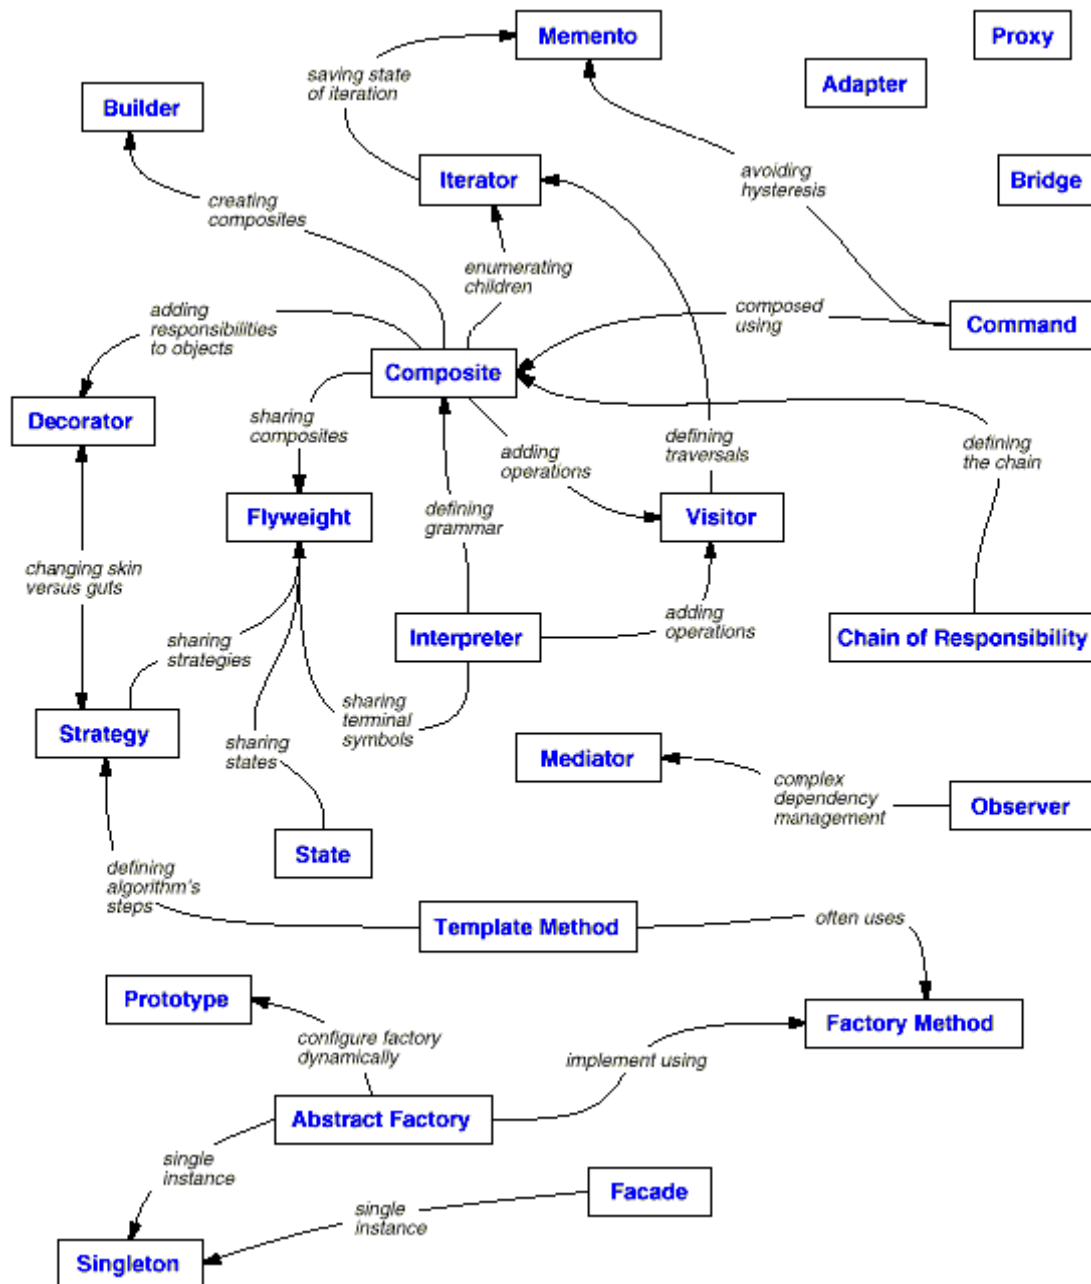 Memento
Proxy
saving state
of iteration
Adapter
Builder
Iterator
avoiding
hysteresis
Bridge
creating
composites
enumerating
children
adding
responsibilities
to objects
composed
using
Command
Composite
Decorator
sharing
composites
adding
operations
defining
traversals
defining
the chain
Flyweight
defining
grammar
Visitor
changing skin
versus guts
sharing
strategies
Interpreter
adding
operations
Chain of Responsibility
Strategy
sharing
states
sharing
terminal
symbols
Mediator
complex
dependency
management
Observer
State
defining
algorithm's
steps
Template Method
often uses
Prototype
Factory Method
configure factory
dynamically
implement using
Abstract Factory
single
instance
Facade
single
instance
Singleton